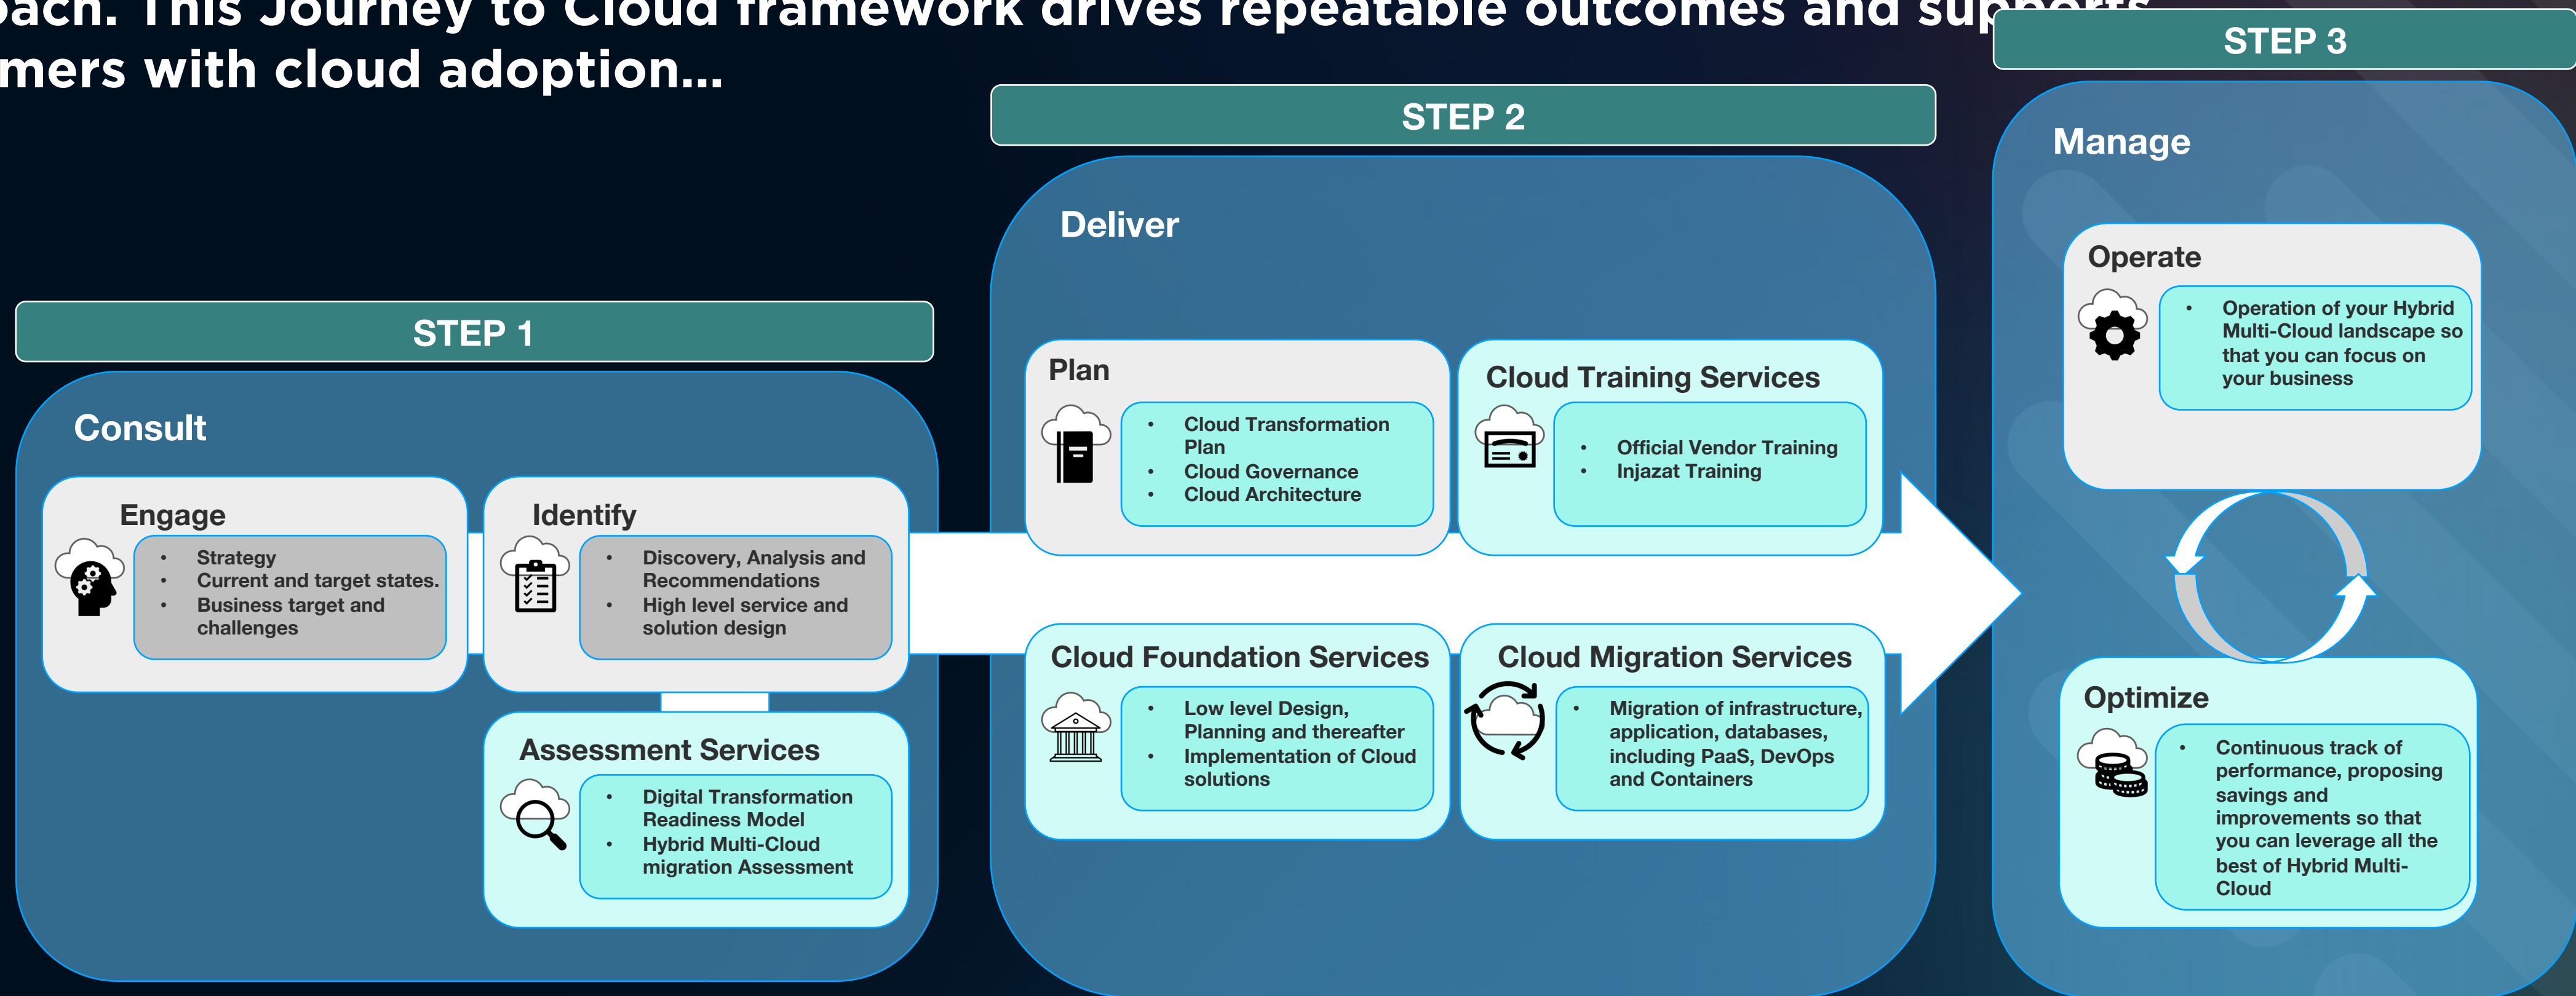 oach. This Journey to Cloud framework drives repeatable outcomes and supports
mers with cloud adoption...
STEP 1
Consult
Engage
• Strategy
• Current and target states.
• Business target and
challenges
Identify
• Discovery, Analysis and
Recommendations
• High level service and
solution design
Assessment Services
• Digital Transformation
Readiness Model
• Hybrid Multi-Cloud
migration Assessment
STEP 2
Deliver
Plan
• Cloud Transformation
Plan
• Cloud Governance
• Cloud Architecture
Cloud Training Services
• Official Vendor Training
• Injazat Training
Cloud Foundation Services
• Low level Design,
Planning and thereafter
• Implementation of Cloud
solutions
Cloud Migration Services
• Migration of infrastructure,
application, databases,
including PaaS, DevOps
and Containers
STEP 3
Manage
Operate
• Operation of your Hybrid
Multi-Cloud landscape so
that you can focus on
your business
Optimize
• Continuous track of
performance, proposing
savings and
improvements so that
you can leverage all the
best of Hybrid Multi-
Cloud